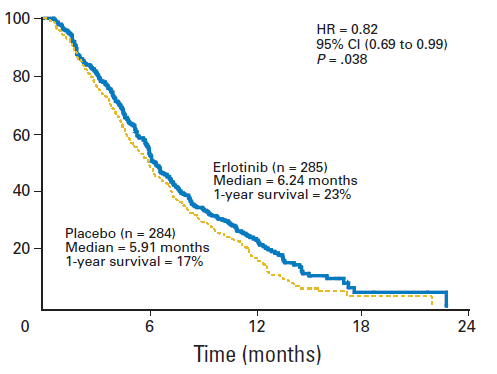 100
80
60
40
20
0
6
12
18
24
Time (months)
HR = 0.82
95% CI (0.69 to 0.99)
P = .038
Erlotinib (n = 285)
Median = 6.24 months
1-year survival = 23%
Placebo (n = 284)
Median = 5.91 months
1-year survival = 17%